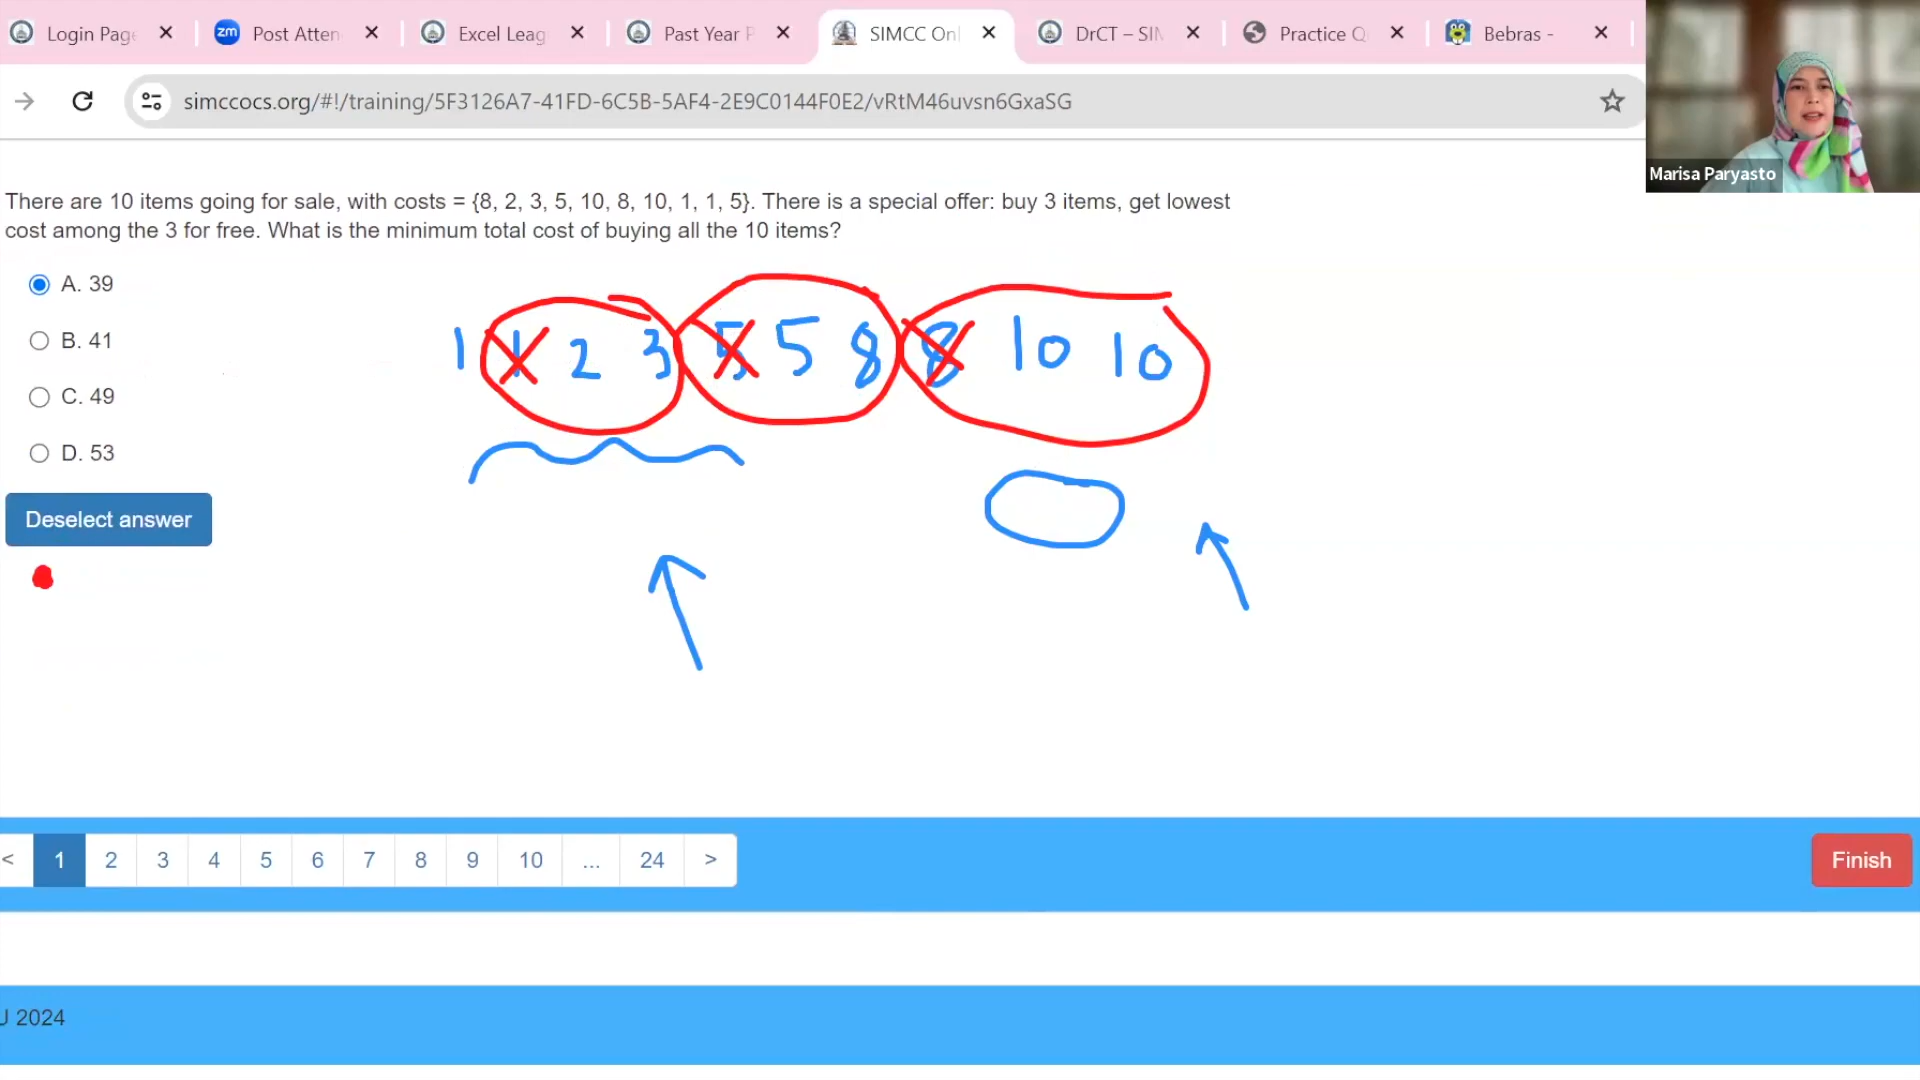 Login Page
Post Atten
Excel Leag
Past Year P
SIMCC Onl
DrCT – SIM
Practice Q
Bebras -
simccocs.org/#!/training/5F3126A7-41FD-6C5B-5AF4-2E9C0144F0E2/vRtM46uvsn6GxaSG
Marisa Paryasto
There are 10 items going for sale, with costs = {8, 2, 3, 5, 10, 8, 10, 1, 1, 5}. There is a special offer: buy 3 items, get lowest
cost among the 3 for free. What is the minimum total cost of buying all the 10 items?
A. 39
B. 41
C. 49
D. 53
1 1 2 3 5 5 8 8 10 10
Deselect answer
< 1 2 3 4 5 6 7 8 9 10 ... 24 >
Finish
J 2024